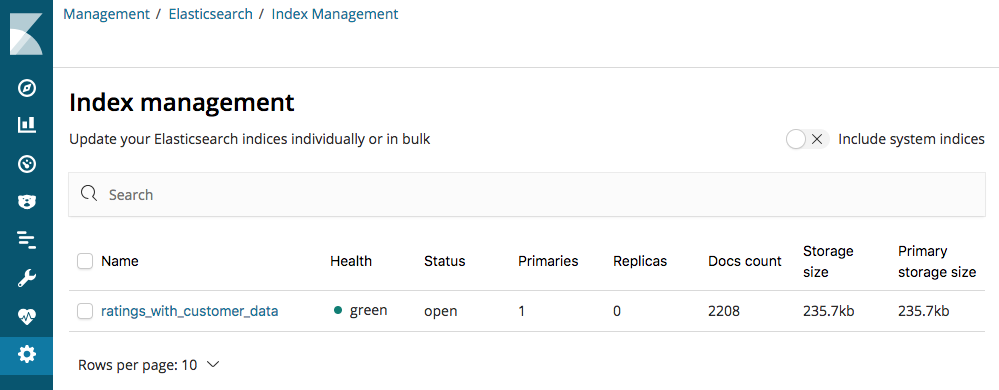 Management / Elasticsearch / Index Management
Index management
Update your Elasticsearch indices individually or in bulk
Include system indices
Search
Name Health Status Primaries Replicas Docs count Storage size Primary storage size
ratings_with_customer_data green open 1 0 2208 235.7kb 235.7kb
Rows per page: 10